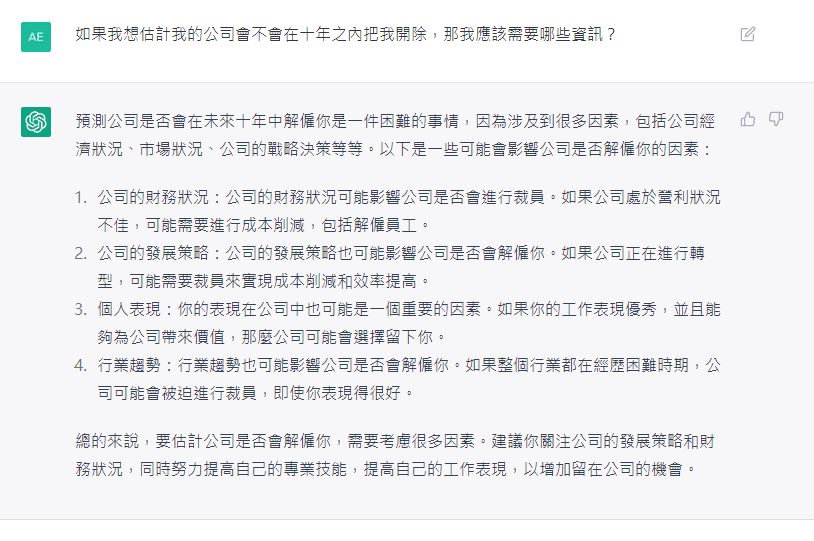 AE
如果我想估計我的公司會不會在十年之內把我開除，那我應該需要哪些資訊？
預測公司是否會在未來十年中解僱你是一件困難的事情，因為涉及到很多因素，包括公司經
濟狀況、市場狀況、公司的戰略決策等等。以下是一些可能會影響公司是否解僱你的因素：
1. 公司的財務狀況：公司的財務狀況可能影響公司是否會進行裁員。如果公司處於營利狀況
不佳，可能需要進行成本削減，包括解僱員工。
2. 公司的發展策略：公司的發展策略也可能影響公司是否會解僱你。如果公司正在進行轉
型，可能需要裁員來實現成本削減和效率提高。
3. 個人表現：你的表現在公司中也可能是一個重要的因素。如果你的工作表現優秀，並且能
夠為公司帶來價值，那麼公司可能會選擇留下你。
4. 行業趨勢：行業趨勢也可能影響公司是否會解僱你。如果整個行業都在經歷困難時期，公
司可能會被迫進行裁員，即使你表現得很好。
總的來說，要估計公司是否會解僱你，需要考慮很多因素。建議你關注公司的發展策略和財
務狀況，同時努力提高自己的專業技能，提高自己的工作表現，以增加留在公司的機會。